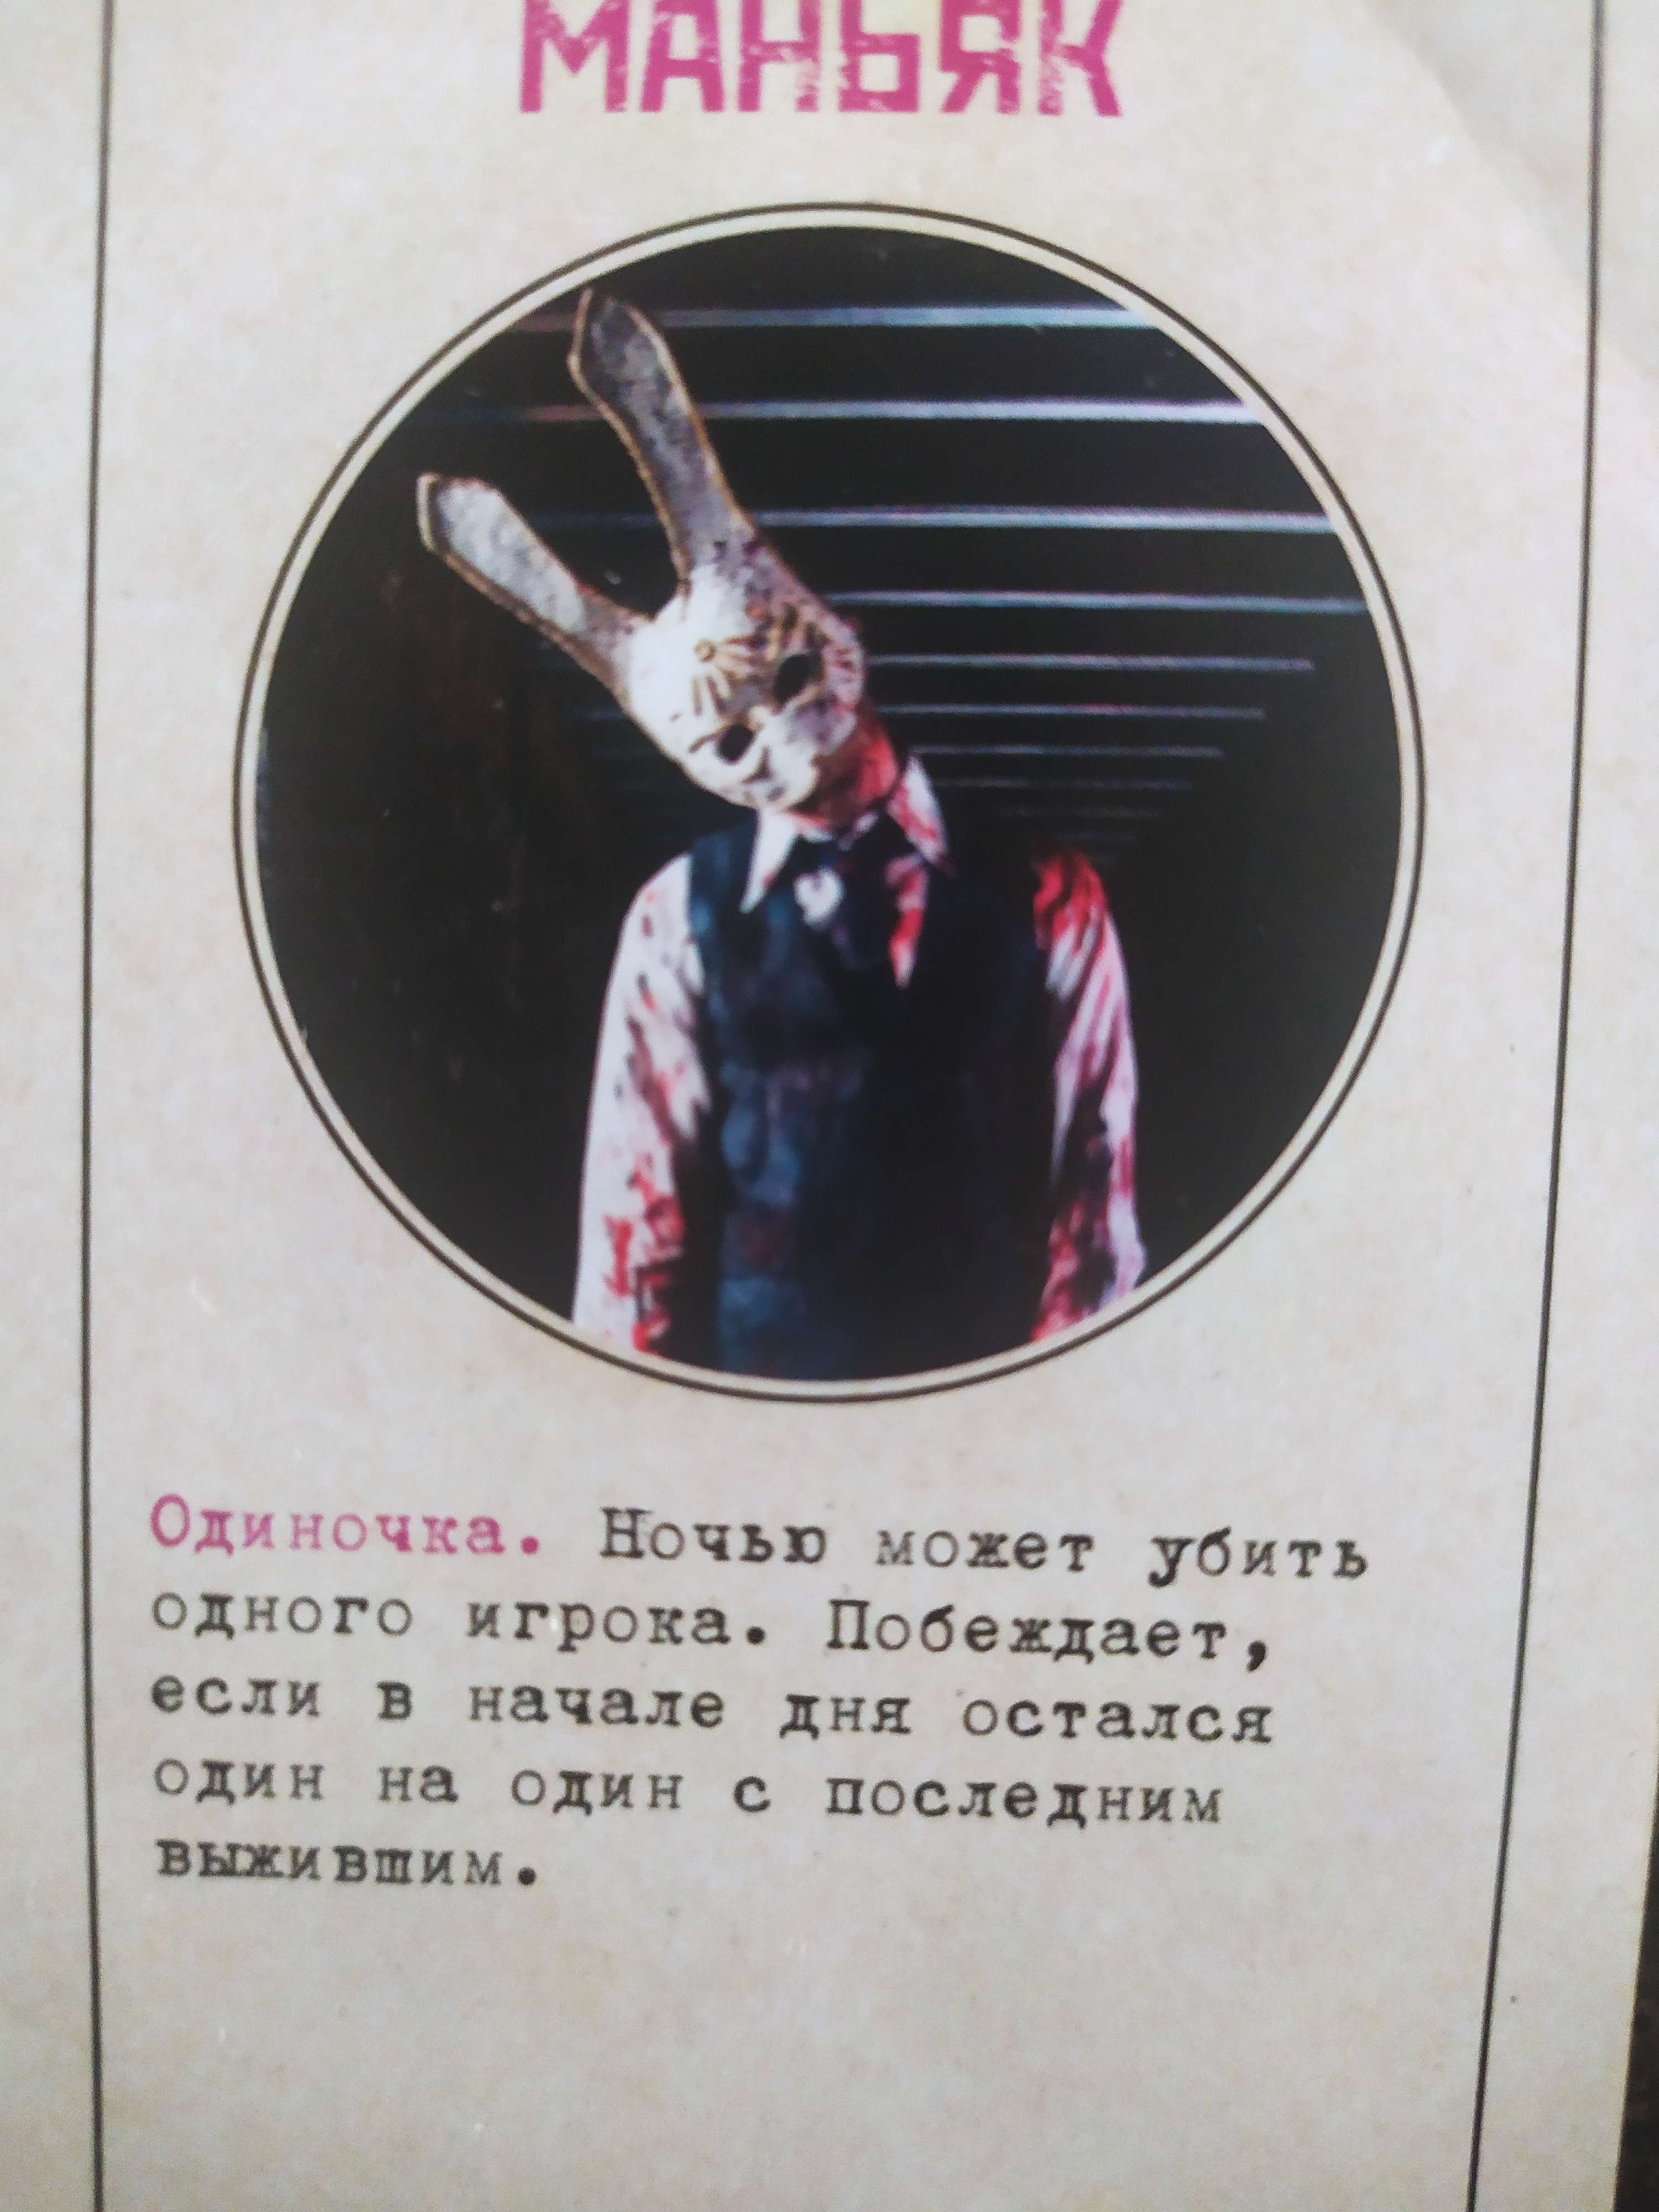 МАНЬЯК
Одиночка. Ночью может убить
одного игрока. Побеждает,
если в начале дня остался
один на один с последним
выжившим.